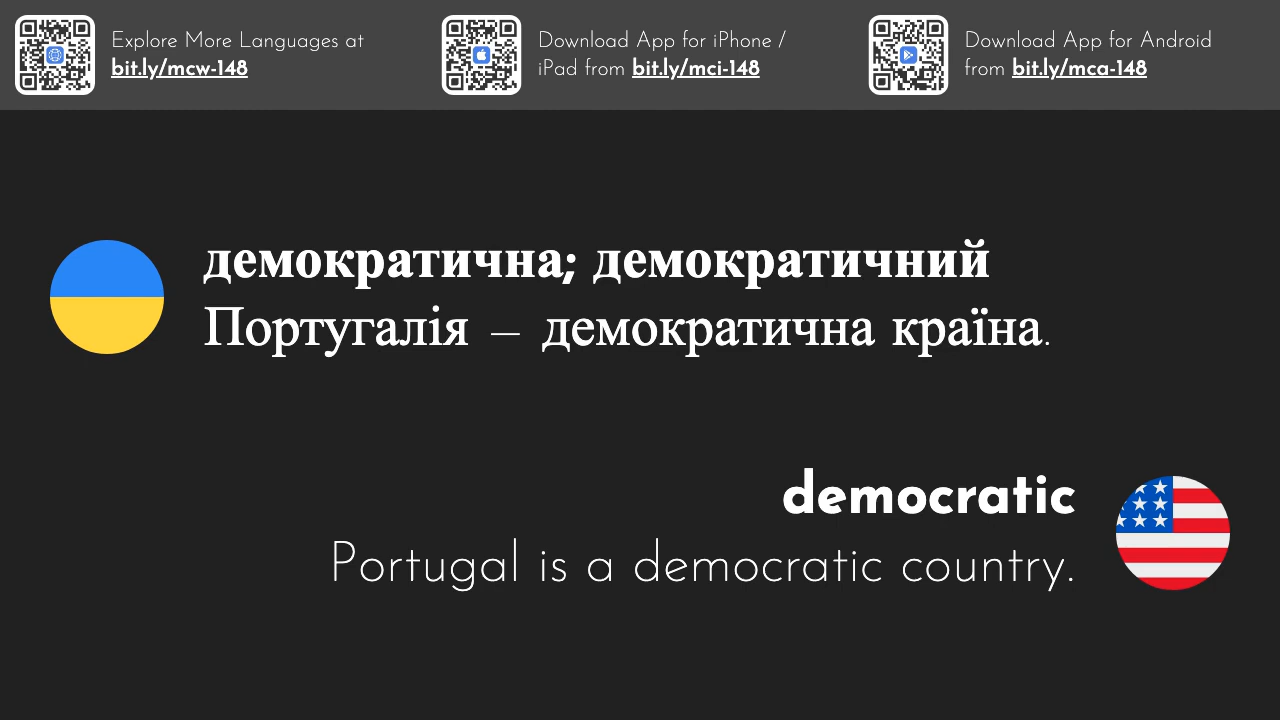 Explore More Languages at
bit.ly/mcw-148
Download App for iPhone /
iPad from bit.ly/mci-148
Download App for Android
from bit.ly/mca-148
демократична; демократичний
Португалія – демократична країна.
democratic
Portugal is a democratic country.